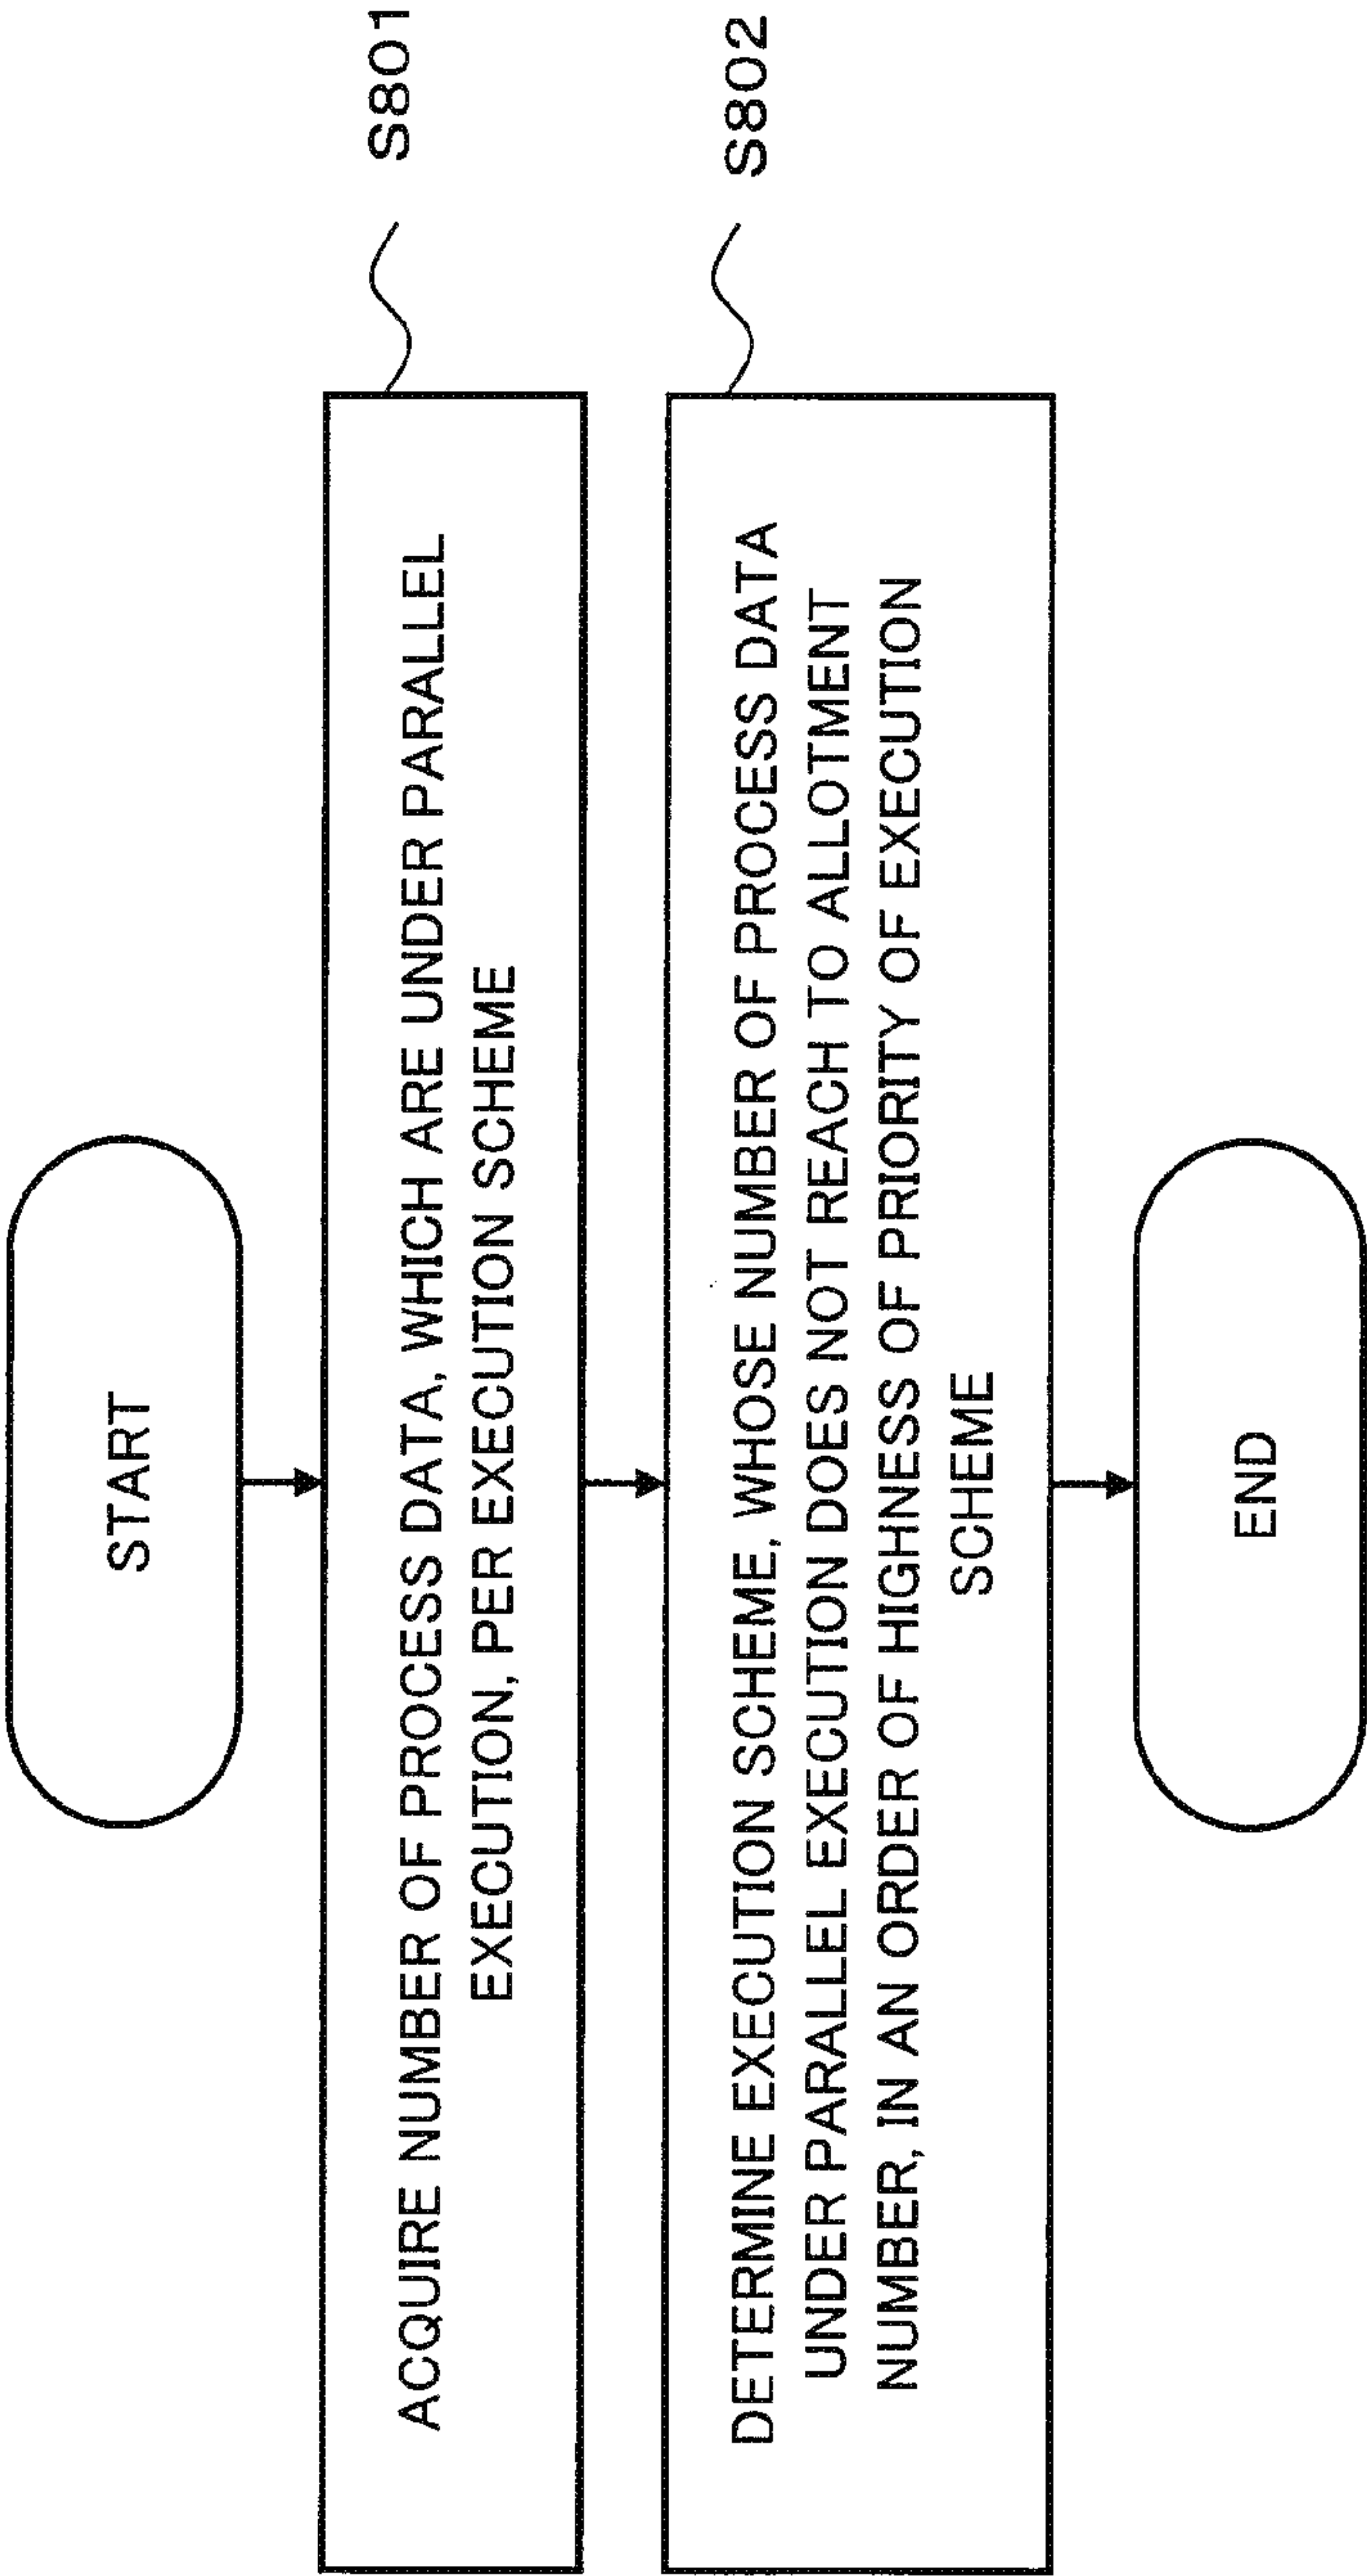 START
S801
ACQUIRE NUMBER OF PROCESS DATA, WHICH ARE UNDER PARALLEL
EXECUTION, PER EXECUTION SCHEME
S802
DETERMINE EXECUTION SCHEME, WHOSE NUMBER OF PROCESS DATA
UNDER PARALLEL EXECUTION DOES NOT REACH TO ALLOTMENT
NUMBER, IN AN ORDER OF HIGHNESS OF PRIORITY OF EXECUTION
SCHEME
END